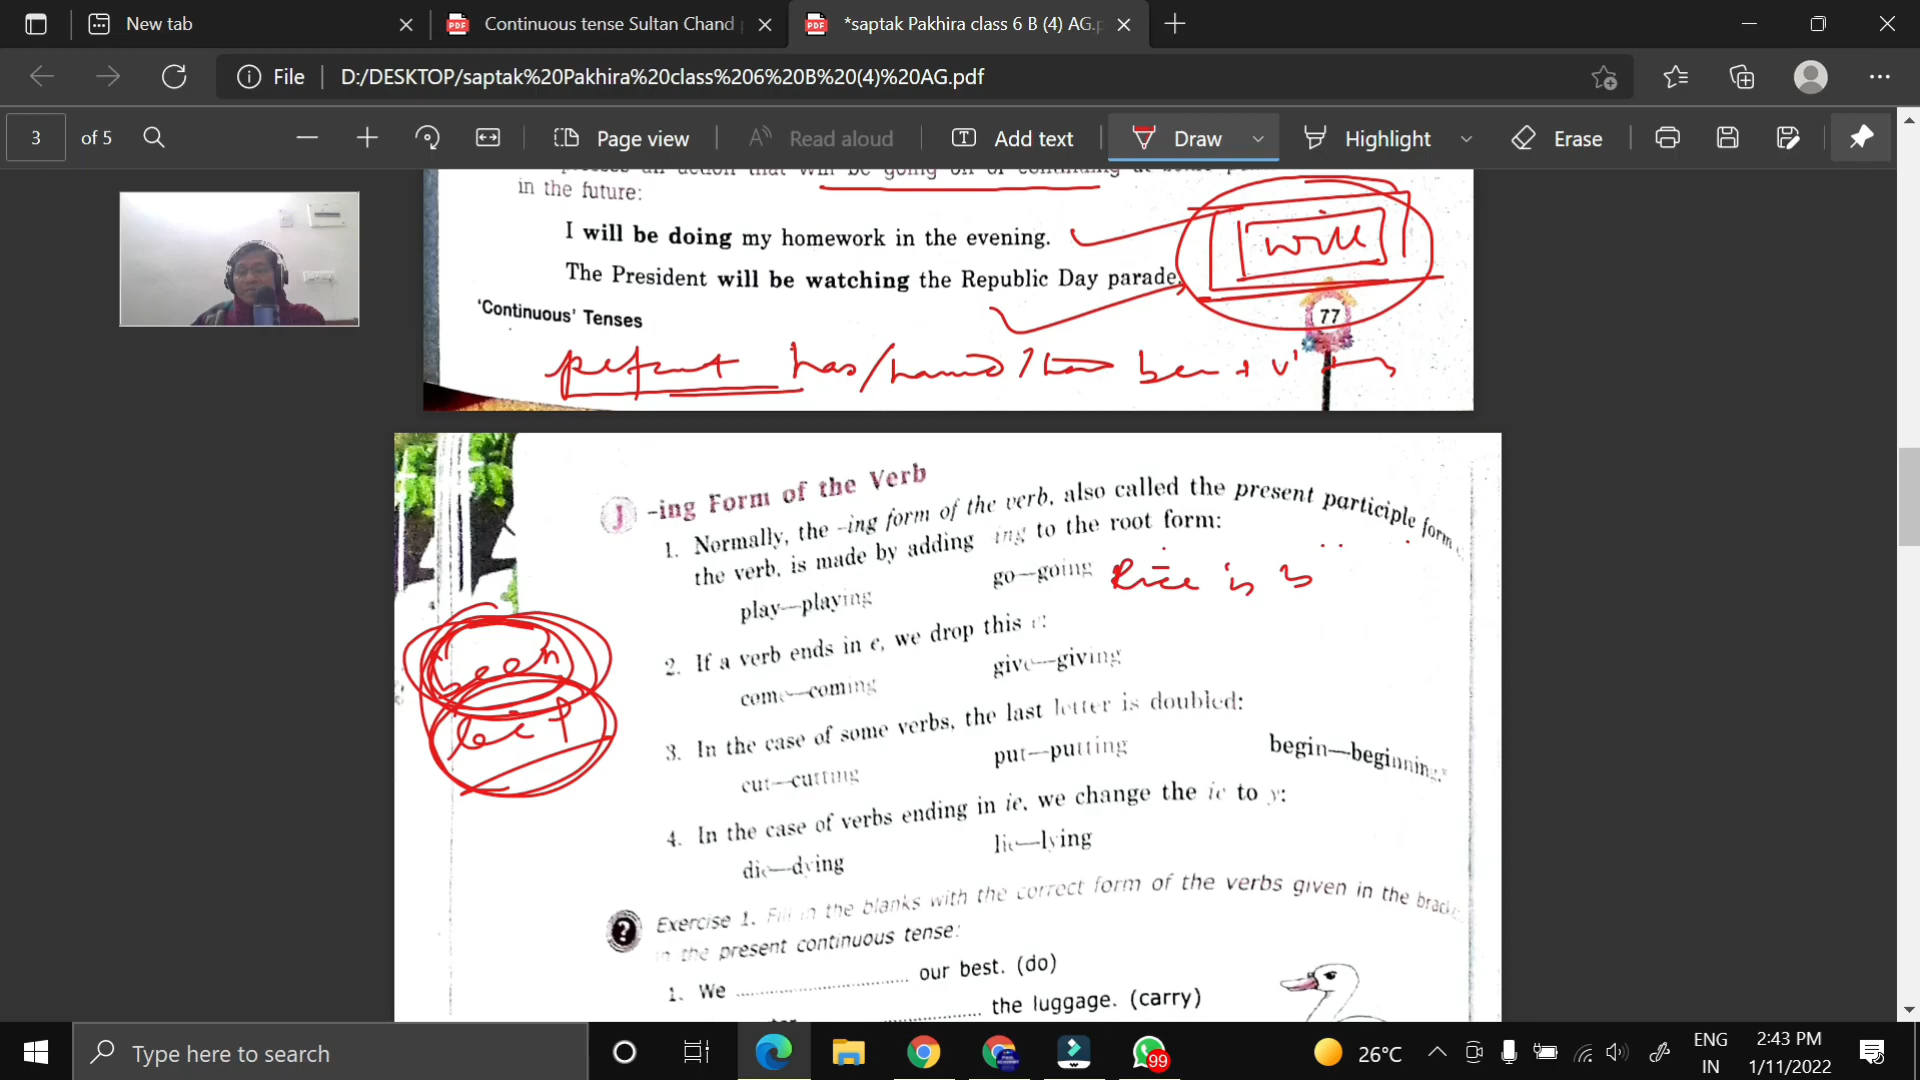 New tab
Continuous tense Sultan Chand
*saptak Pakhira class 6 B (4) AG.p
File
D:/DESKTOP/saptak%20Pakhira%20class%206%20B%20(4)%20AG.pdf
3 of 5
Page view
Read aloud
Add text
Draw
Highlight
Erase
in the future:
I will be doing my homework in the evening.
The President will be watching the Republic Day parade.
will
'Continuous' Tenses
77
has/
J -ing Form of the Verb
1. Normally, the -ing form of the verb, also called the present participle form
the verb, is made by adding ing to the root form:
play—playing go—going
Rice is
2. If a verb ends in e, we drop this e:
come—coming give—giving
been
3. In the case of some verbs, the last letter is doubled:
cut—cutting put—putting begin—beginning
4. In the case of verbs ending in ie, we change the ie to y:
die—dying lie—lying
? Exercise 1. Fill in the blanks with the correct form of the verbs given in the
in the present continuous tense:
1. We .............................. our best. (do)
.............................. the luggage. (carry)
Type here to search
99
26°C
ENG
IN
2:43 PM
1/11/2022